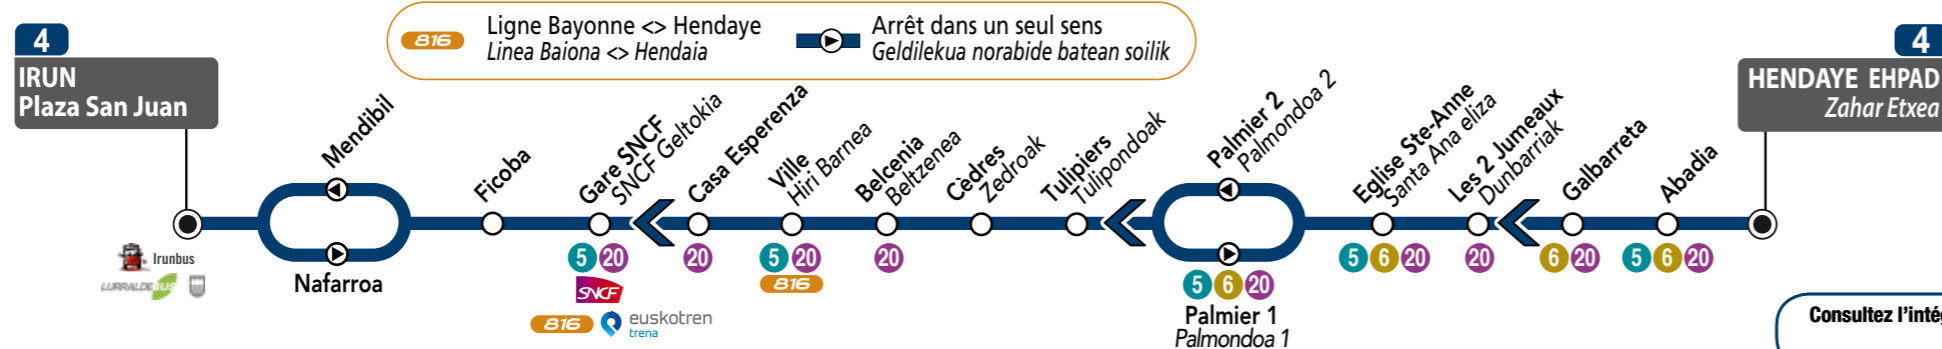 4
IRUN
Plaza San Juan
816
Ligne Bayonne <> Hendaye
Linea Baiona <> Hendaia
Arrêt dans un seul sens
Geldilekua norabide batean soilik
4
HENDAYE EHPAD
Zahar Etxea
Irunbus
LURRALDEBUS
Mendibil
Nafarroa
Ficoba
Gare SNCF
SNCF Geltokia
5 20
SNCF
816 euskotren
trena
Casa Esperenza
20
Ville
Hiri Barnea
5 20
816
Belcenia
Beltzenea
20
Cèdres
Zedroak
Tulipiers
Tulipondoak
Palmier 2
Palmondoa 2
5 6 20
Palmier 1
Palmondoa 1
Eglise Ste-Anne
Santa Ana eliza
5 6 20
Les 2 Jumeaux
Dunbarriak
20
Galbarreta
6 20
Abadia
5 6 20
Consultez l'intég